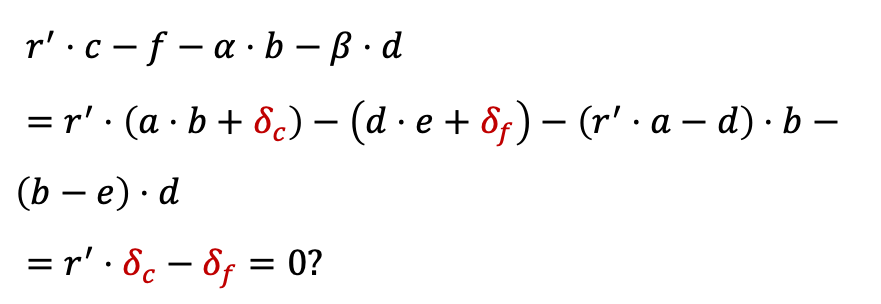 r′ · c − f − α · b − β · d
= r′ · (a · b + δ_c) − (d · e + δ_f) − (r′ · a − d) · b −
(b − e) · d
= r′ · δ_c − δ_f = 0?